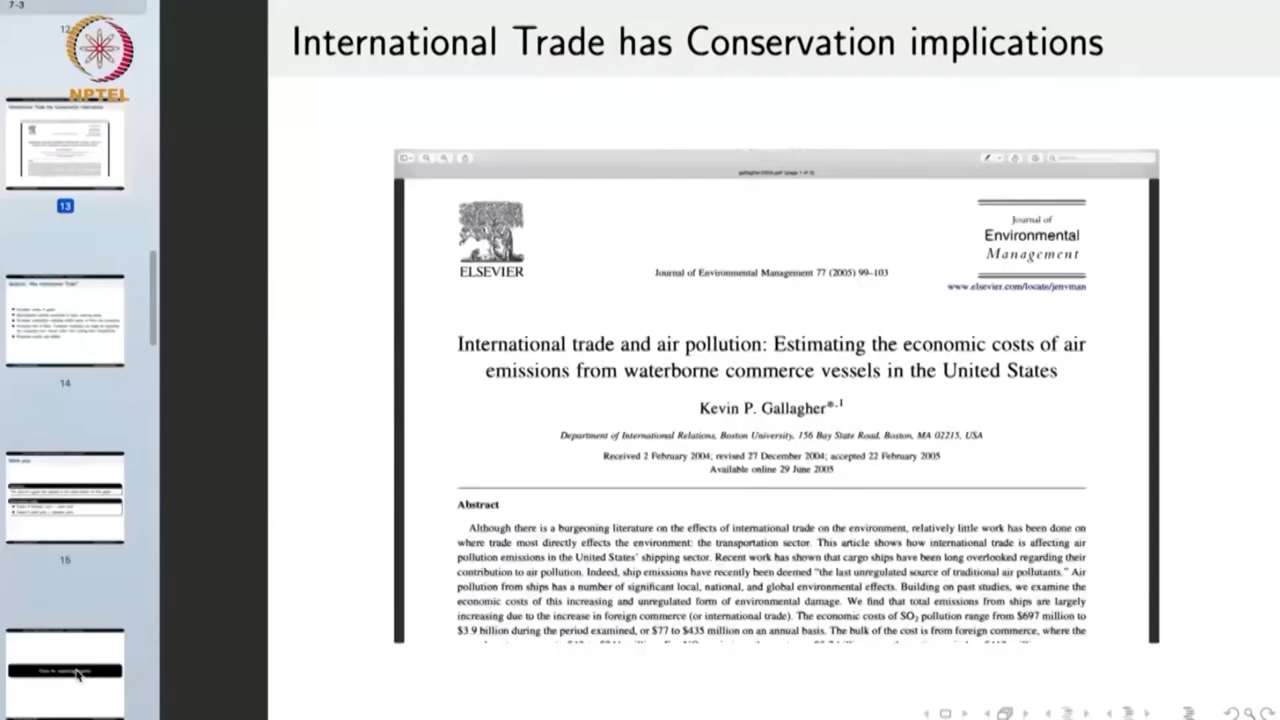 7-3
12
NPTEL
International Trade has Conservation implications
13
14
15
ELSEVIER
Journal of Environmental Management 77 (2005) 99–103
Journal of
Environmental
Management
www.elsevier.com/locate/jenvman
International trade and air pollution: Estimating the economic costs of air
emissions from waterborne commerce vessels in the United States
Kevin P. Gallagher*,1
Department of International Relations, Boston University, 156 Bay State Road, Boston, MA 02215, USA
Received 2 February 2004; revised 27 December 2004; accepted 22 February 2005
Available online 29 June 2005
Abstract
Although there is a burgeoning literature on the effects of international trade on the environment, relatively little work has been done on
where trade most directly effects the environment: the transportation sector. This article shows how international trade is affecting air
pollution emissions in the United States' shipping sector. Recent work has shown that cargo ships have been long overlooked regarding their
contribution to air pollution. Indeed, ship emissions have recently been deemed “the last unregulated source of traditional air pollutants.” Air
pollution from ships has a number of significant local, national, and global environmental effects. Building on past studies, we examine the
economic costs of this increasing and unregulated form of environmental damage. We find that total emissions from ships are largely
increasing due to the increase in foreign commerce (or international trade). The economic costs of SO2 pollution range from $697 million to
$3.9 billion during the period examined, or $77 to $435 million on an annual basis. The bulk of the cost is from foreign commerce, where the